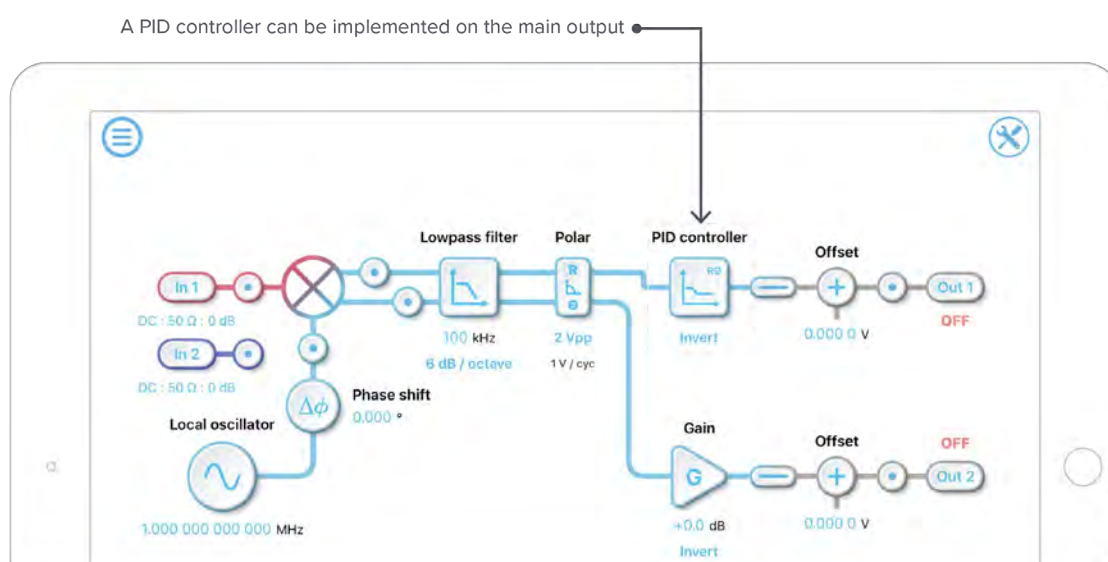 A PID controller can be implemented on the main output
Lowpass filter
Polar
PID controller
Offset
In 1
R
Θ
Out 1
DC : 50 Ω : 0 dB
100 kHz
2 Vpp
Invert
0.000 0 V
OFF
In 2
6 dB / octave
1 V / cyc
DC : 50 Ω : 0 dB
Δϕ
Phase shift
0.000 °
Local oscillator
Gain
Offset
OFF
G
Out 2
1.000 000 000 000 MHz
+0.0 dB
0.000 0 V
Invert